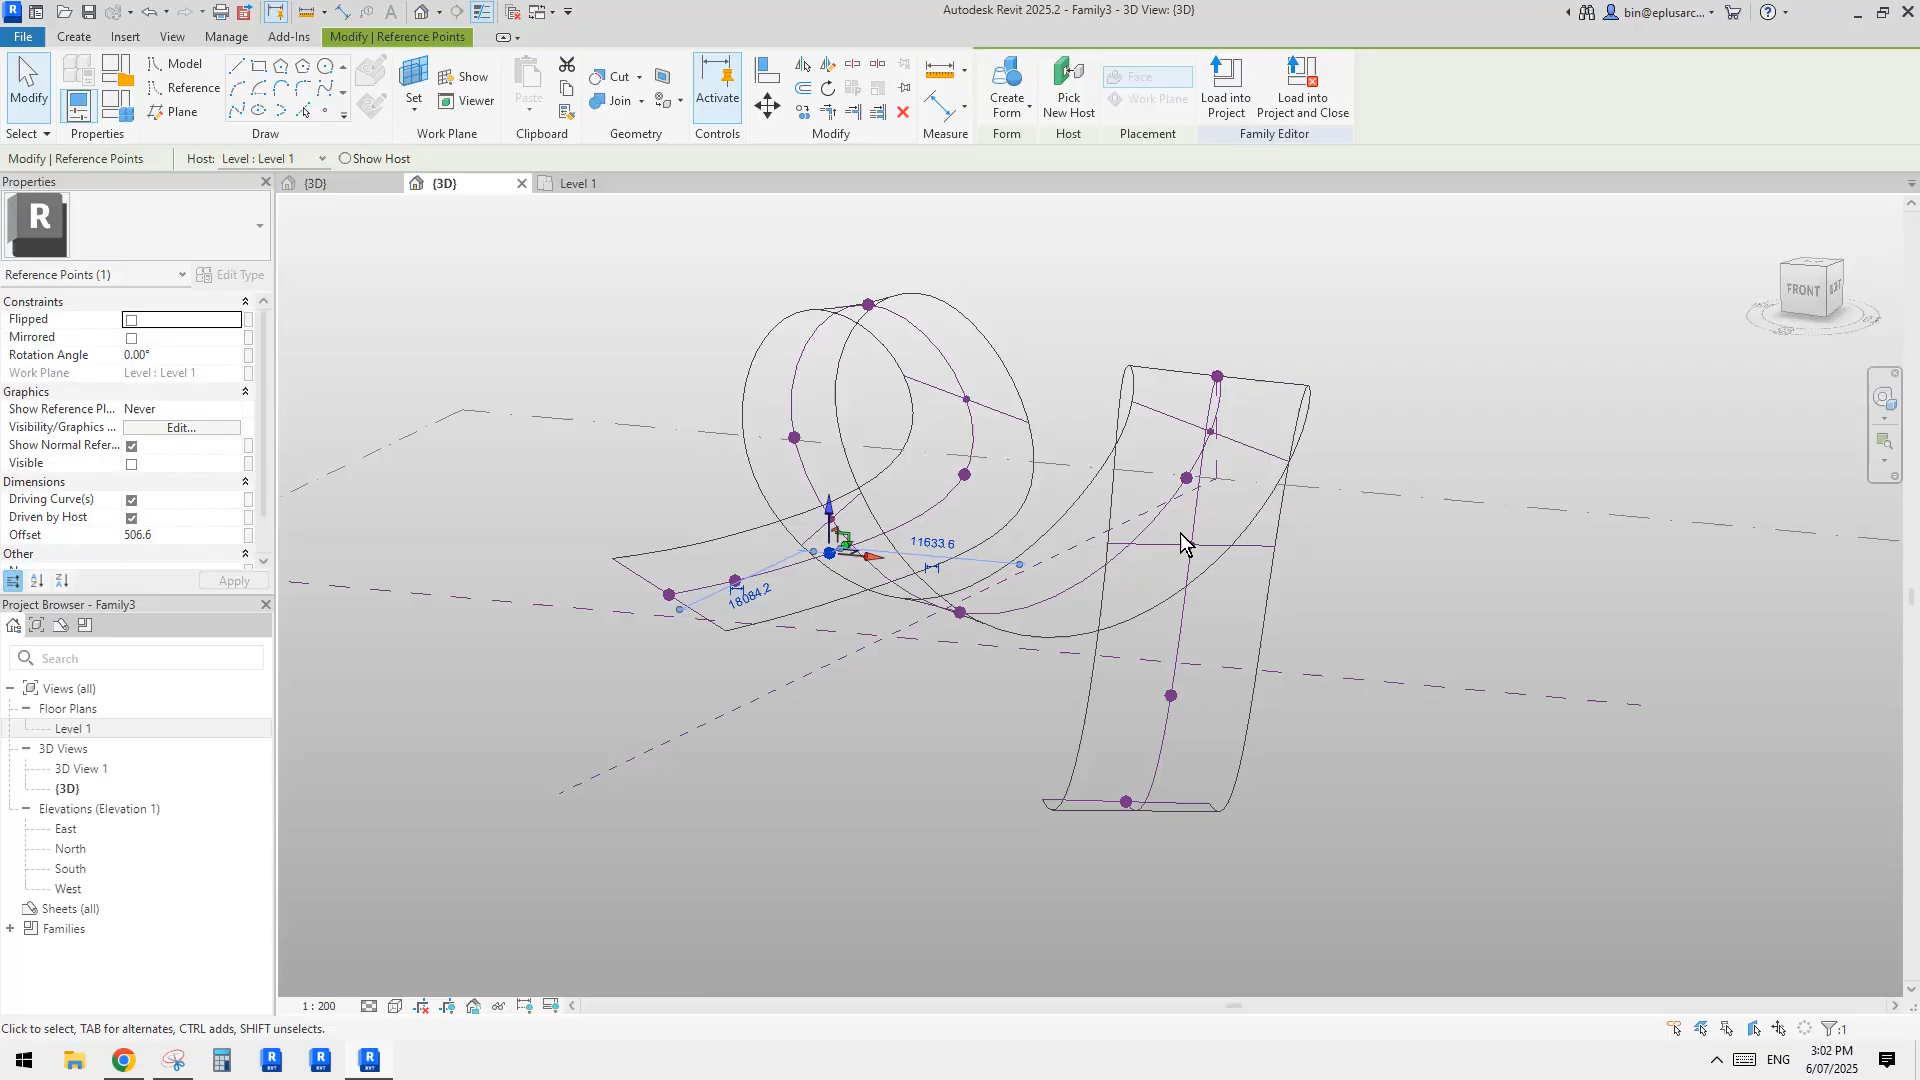 Autodesk Revit 2025.2 - Family3 - 3D View: {3D}
bin@eplusarc...
File
Create
Insert
View
Manage
Add-Ins
Modify | Reference Points
Modify
Model
Reference
Plane
Set
Show
Viewer
Paste
Cut
Join
Activate
Create
Form
Pick
New Host
Face
Work Plane
Load into
Project
Load into
Project and Close
Select
Properties
Draw
Work Plane
Clipboard
Geometry
Controls
Modify
Measure
Form
Host
Placement
Family Editor
Modify | Reference Points
Host: Level : Level 1
Show Host
Properties
{3D}
{3D}
Level 1
R
Reference Points (1)
Edit Type
Constraints
Flipped
Mirrored
Rotation Angle
0.00°
Work Plane
Level : Level 1
Graphics
Show Reference Pl...
Never
Visibility/Graphics ...
Edit...
Show Normal Refer...
Visible
Dimensions
Driving Curve(s)
Driven by Host
Offset
506.6
Other
Apply
Project Browser - Family3
Search
Views (all)
Floor Plans
Level 1
3D Views
3D View 1
{3D}
Elevations (Elevation 1)
East
North
South
West
Sheets (all)
Families
FRONT
11633.6
18084.2
1 : 200
Click to select, TAB for alternates, CTRL adds, SHIFT unselects.
:1
ENG
3:02 PM
6/07/2025